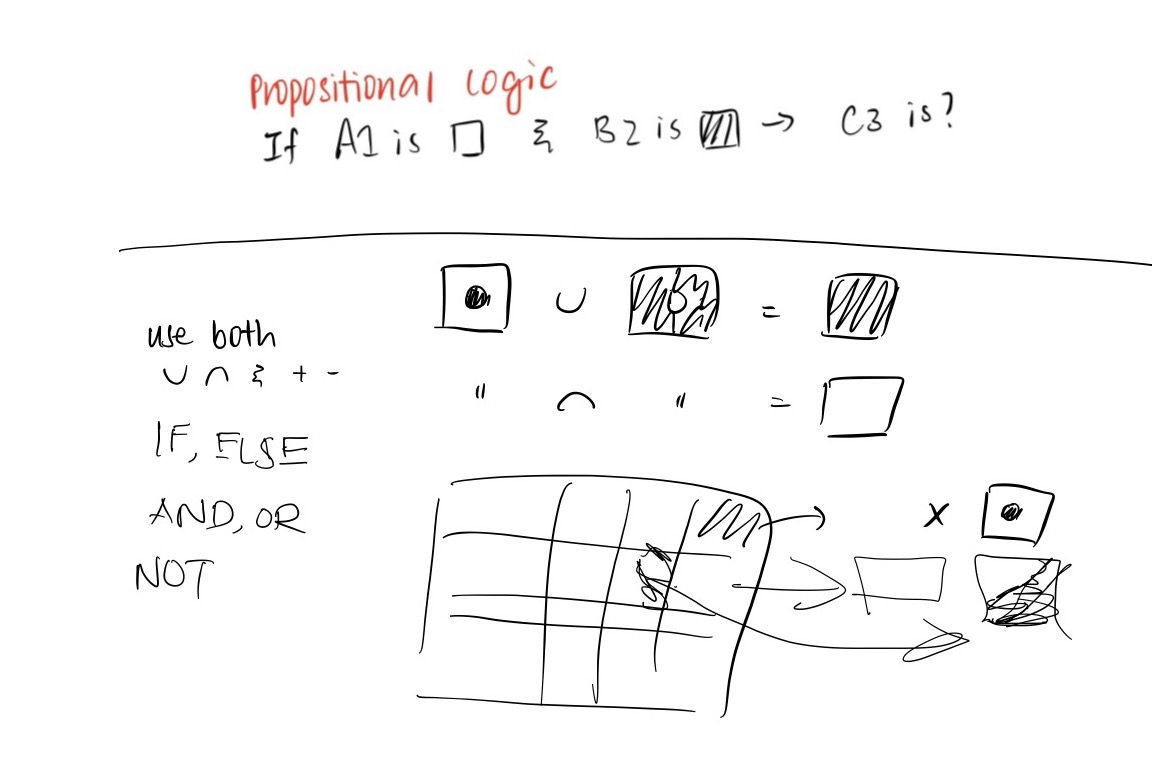 Propositional Logic
If A1 is □ & B2 is ▨ → C3 is?
∪ =
use both
∪ ∩ & + -
" ∩ " =
IF, ELSE
AND, OR
x
NOT